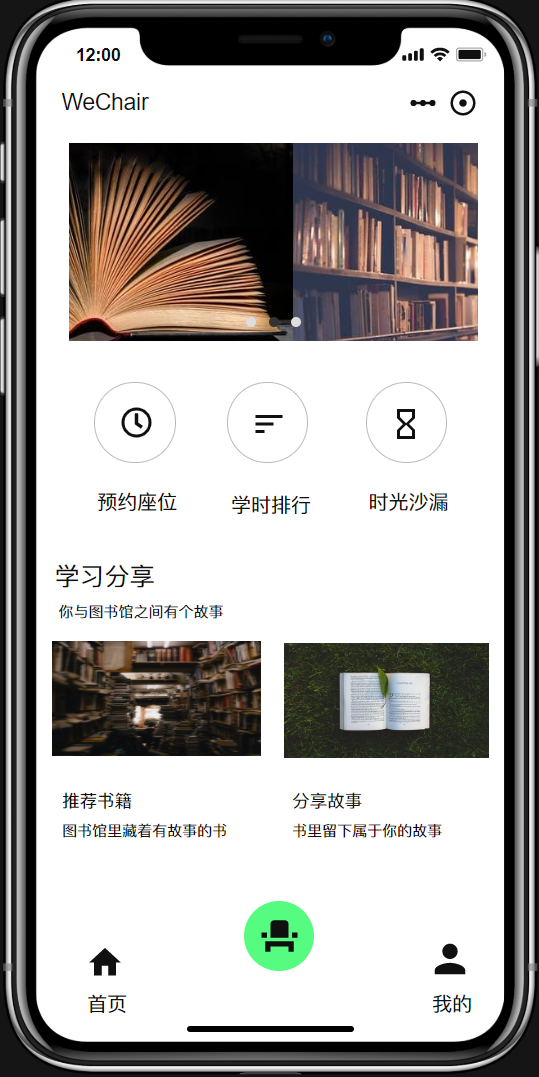 12:00
WeChair
预约座位
学时排行
时光沙漏
学习分享
你与图书馆之间有个故事
推荐书籍
分享故事
图书馆里藏着有故事的书
书里留下属于你的故事
首页
我的